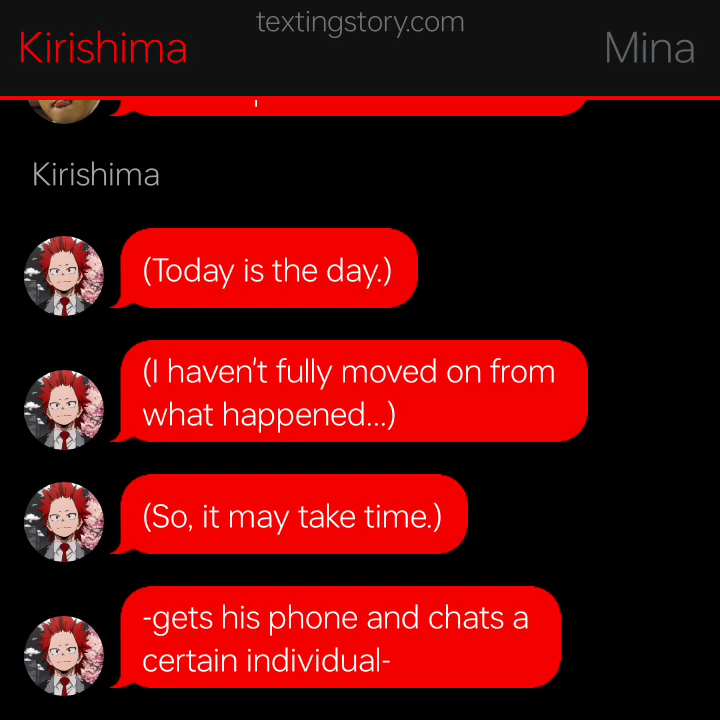 textingstory.com
Kirishima
Mina
Kirishima
(Today is the day.)
(I haven't fully moved on from
what happened...)
(So, it may take time.)
-gets his phone and chats a
certain individual-